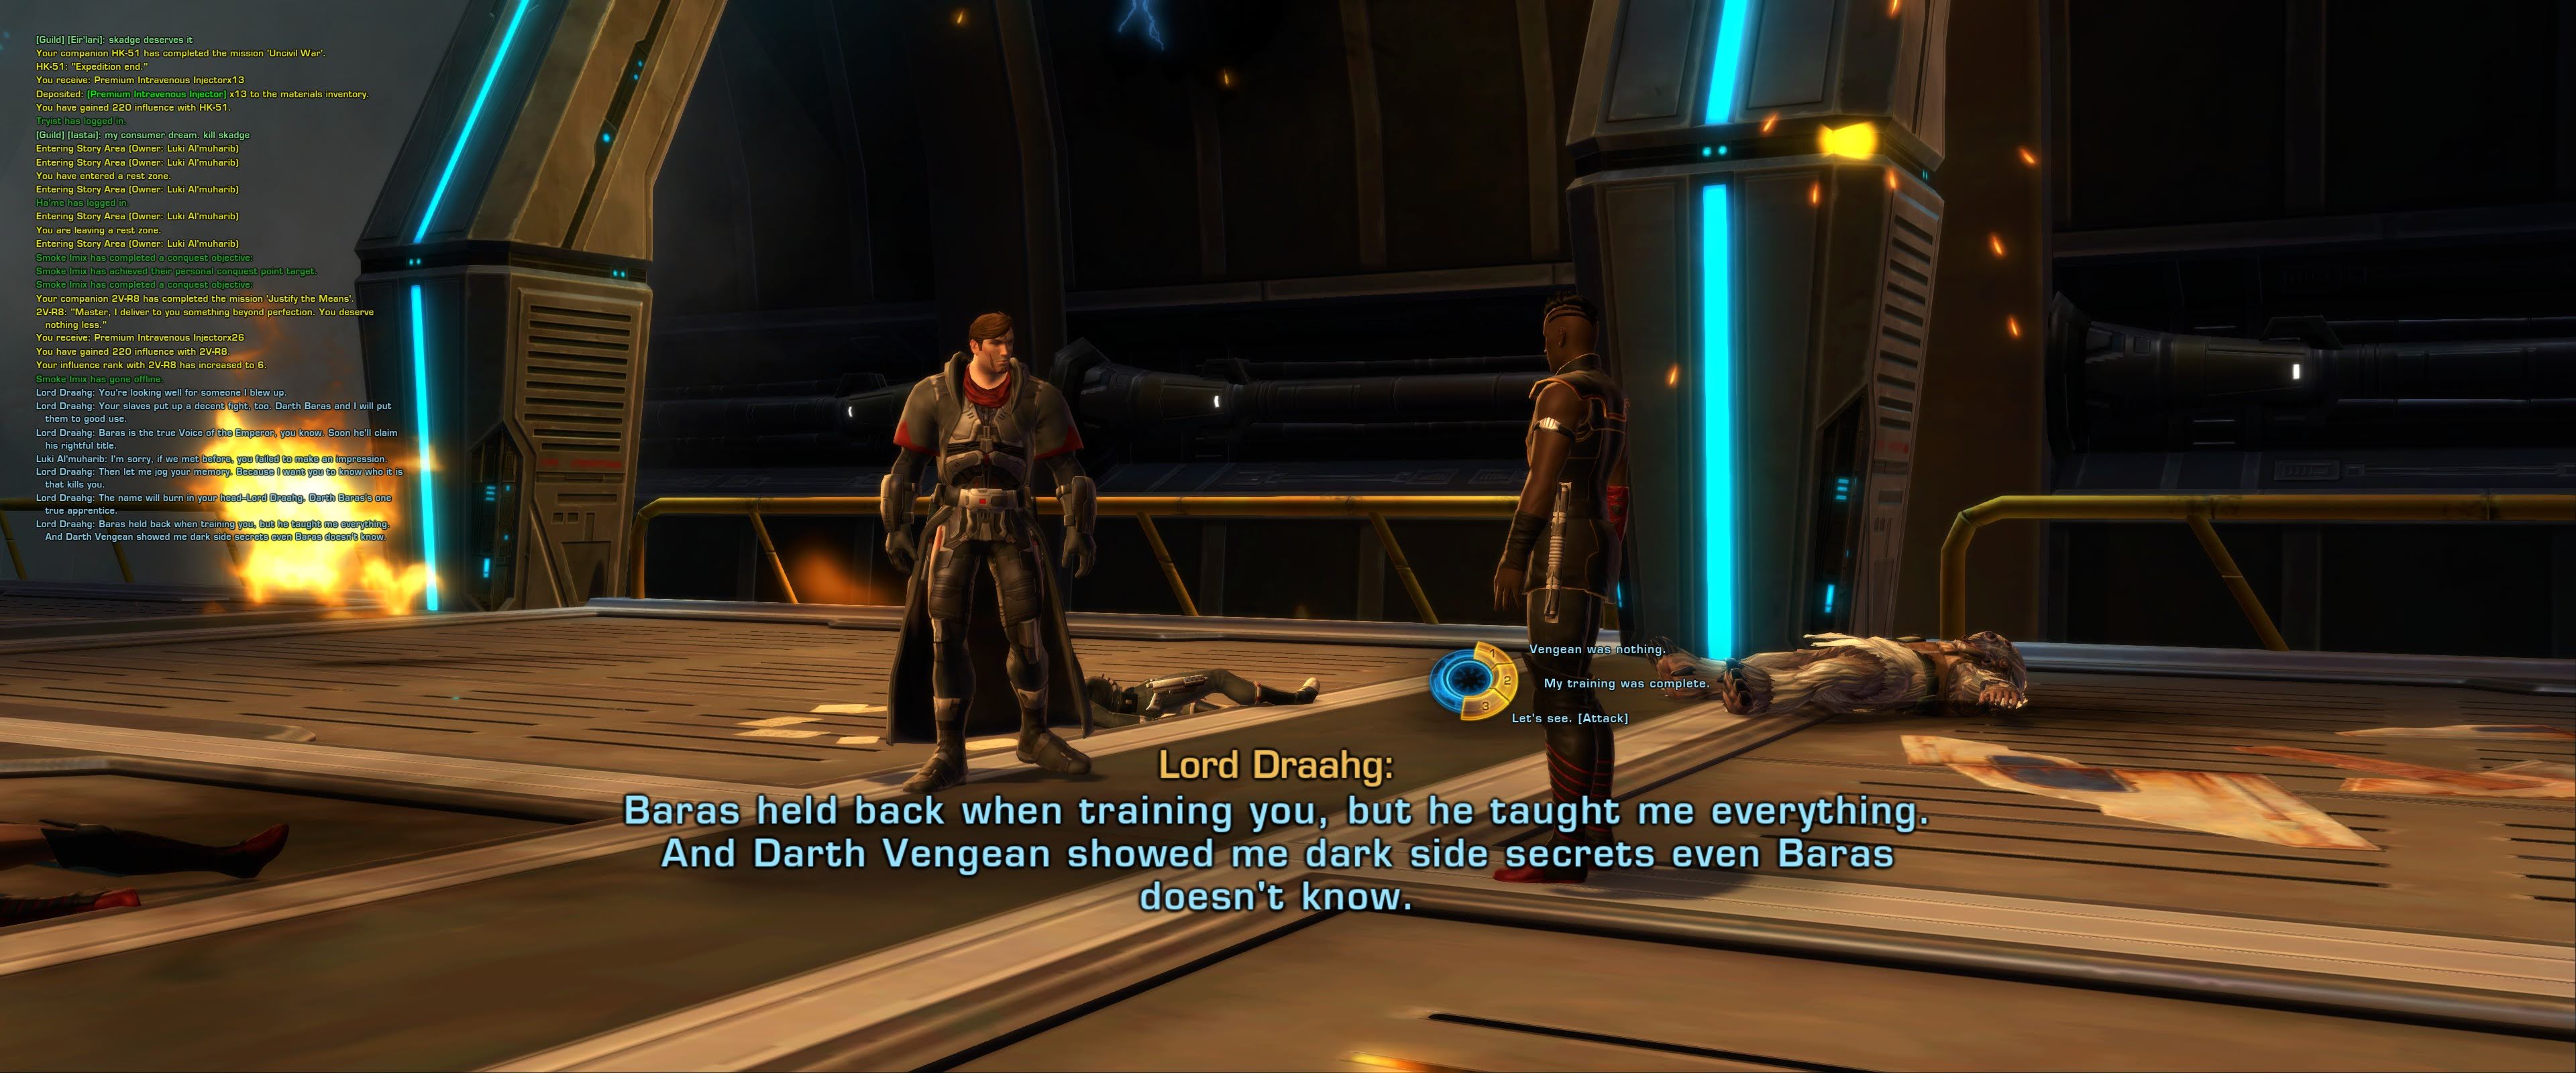 [Guild] [Eir'lari]: skadge deserves it
Your companion HK-51 has completed the mission 'Uncivil War'.
HK-51: "Expedition end."
You receive: Premium Intravenous Injectorx13
Deposited: [Premium Intravenous Injector] x13 to the materials inventory.
You have gained 220 influence with HK-51.
Tryist has logged in.
[Guild] [Iastai]: my consumer dream. kill skadge
Entering Story Area (Owner: Luki Al'muharib)
Entering Story Area (Owner: Luki Al'muharib)
You have entered a rest zone.
Entering Story Area (Owner: Luki Al'muharib)
Ha'me has logged in.
Entering Story Area (Owner: Luki Al'muharib)
You are leaving a rest zone.
Entering Story Area (Owner: Luki Al'muharib)
Smoke Imix has completed a conquest objective.
Smoke Imix has achieved their personal conquest point target.
Smoke Imix has completed a conquest objective.
Your companion 2V-R8 has completed the mission 'Justify the Means'.
2V-R8: "Master, I deliver to you something beyond perfection. You deserve
nothing less."
You receive: Premium Intravenous Injectorx26
You have gained 220 influence with 2V-R8.
Your influence rank with 2V-R8 has increased to 6.
Smoke Imix has gone offline.
Lord Draahg: You're looking well for someone I blew up.
Lord Draahg: Your slaves put up a decent fight, too. Darth Baras and I will put
them to good use.
Lord Draahg: Baras is the true Voice of the Emperor, you know. Soon he'll claim
his rightful title.
Luki Al'muharib: I'm sorry, if we met before, you failed to make an impression.
Lord Draahg: Then let me jog your memory. Because I want you to know who it is
that kills you.
Lord Draahg: The name will burn in your head-Lord Draahg. Darth Baras's one
true apprentice.
Lord Draahg: Baras held back when training you, but he taught me everything.
And Darth Vengean showed me dark side secrets even Baras doesn't know.
1 Vengean was nothing.
2 My training was complete.
3 Let's see. [Attack]
Lord Draahg:
Baras held back when training you, but he taught me everything.
And Darth Vengean showed me dark side secrets even Baras
doesn't know.